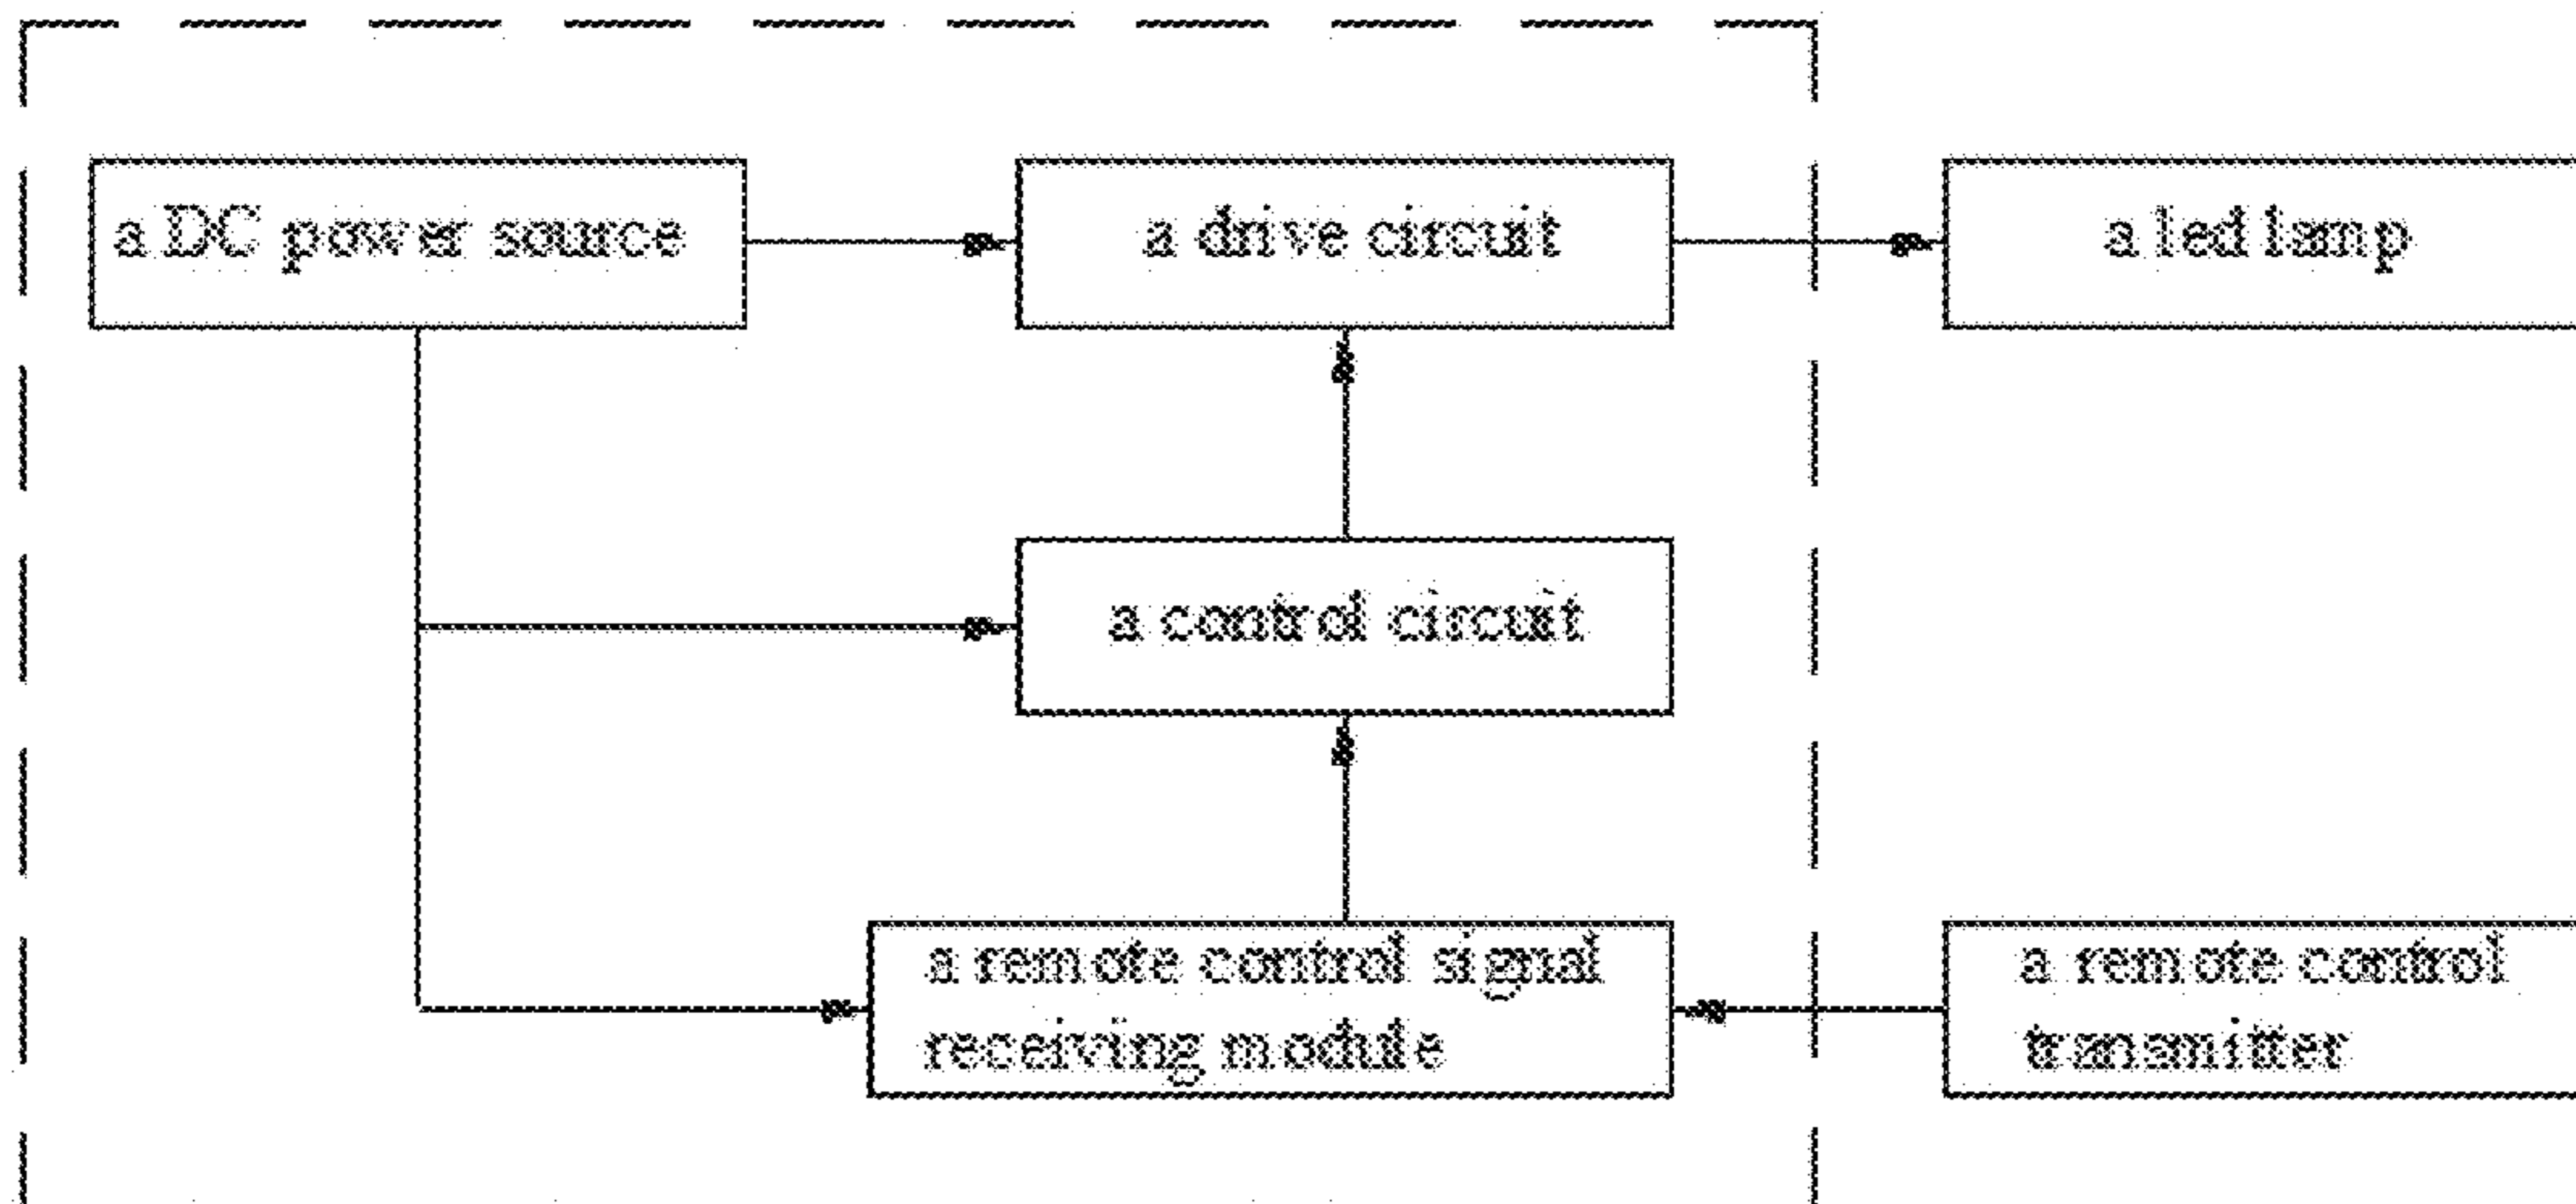 a DC power source
a drive circuit
a led lamp
a control circuit
a remote control signal
receiving module
a remote control
transmitter